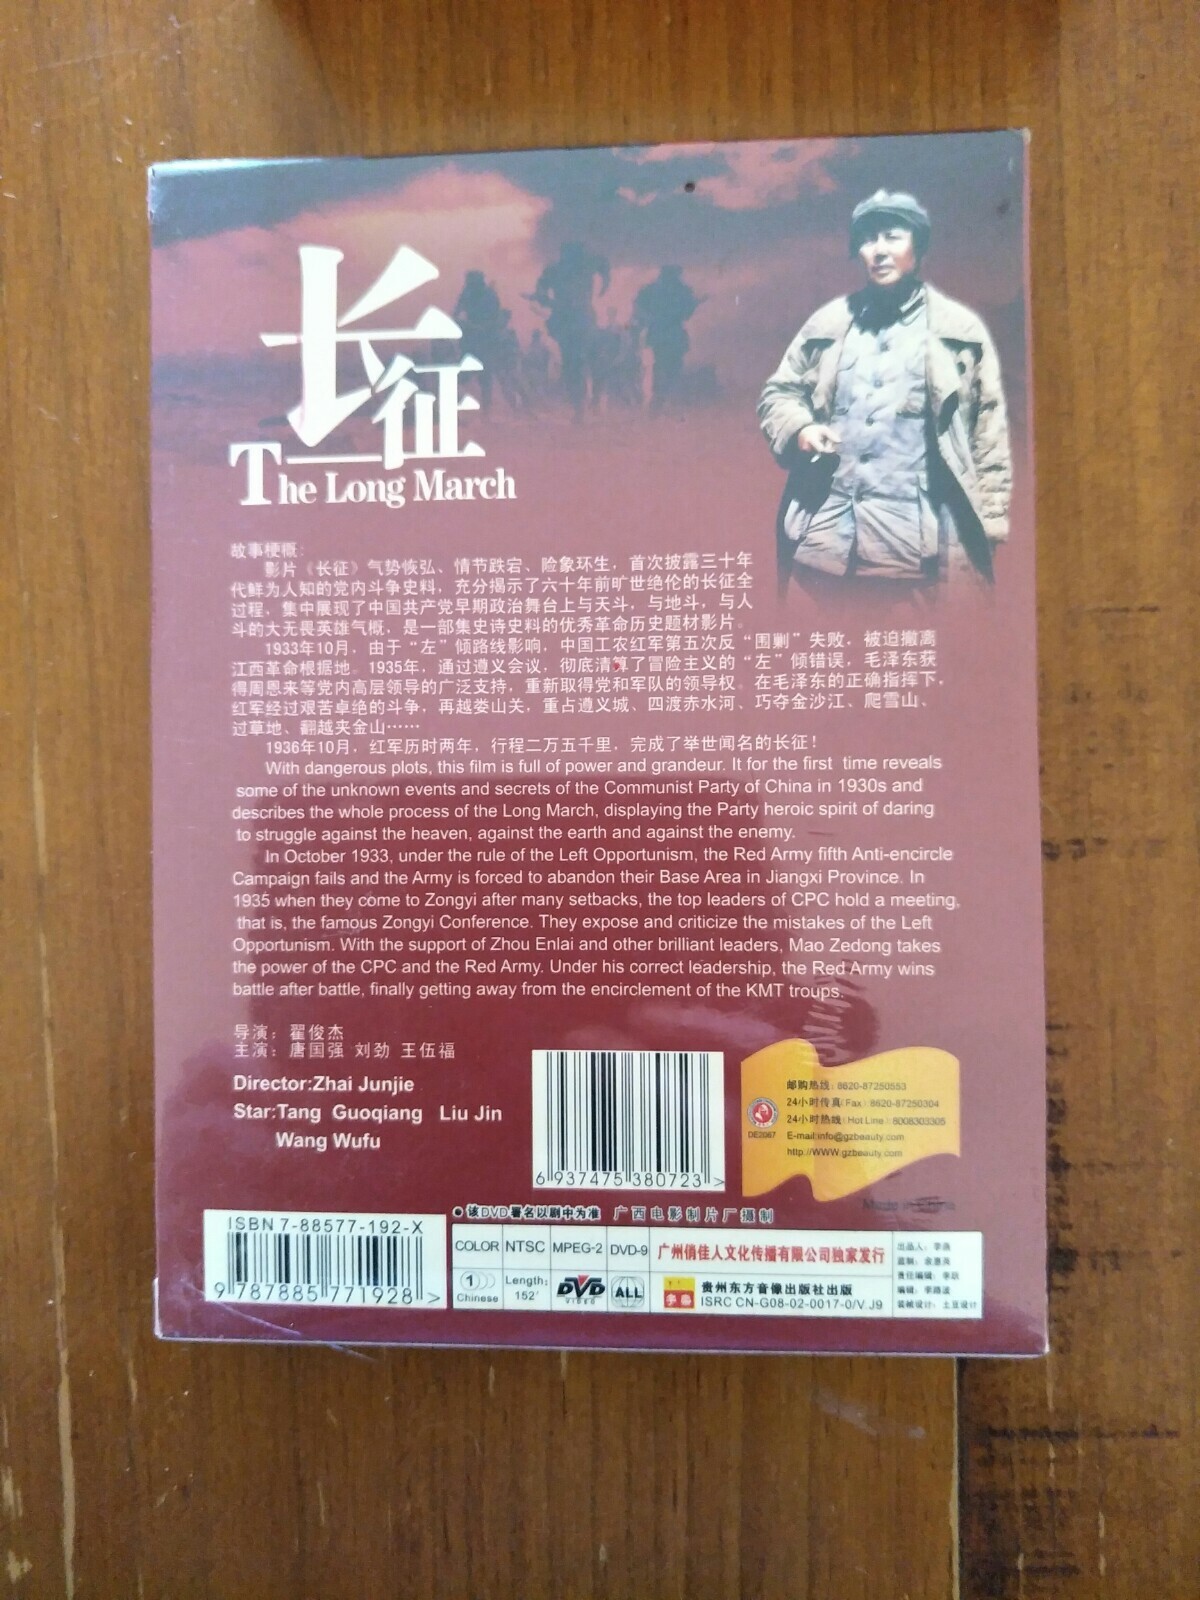 长征
The Long March
故事梗概:
影片《长征》气势恢弘、情节跌宕、险象环生，首次披露三十年
代鲜为人知的党内斗争史料，充分揭示了六十年前旷世绝伦的长征全
过程，集中展现了中国共产党早期政治舞台上与天斗，与地斗，与人
斗的大无畏英雄气概，是一部集史诗史料的优秀革命历史题材影片。
1933年10月，由于“左”倾路线影响，中国工农红军第五次反“围剿”失败，被迫撤离
江西革命根据地。1935年，通过遵义会议，彻底清算了冒险主义的“左”倾错误，毛泽东获
得周恩来等党内高层领导的广泛支持，重新取得党和军队的领导权。在毛泽东的正确指挥下，
红军经过艰苦卓绝的斗争，再越娄山关，重占遵义城、四渡赤水河、巧夺金沙江、爬雪山、
过草地、翻越夹金山……
1936年10月，红军历时两年，行程二万五千里，完成了举世闻名的长征！
With dangerous plots, this film is full of power and grandeur. It for the first time reveals
some of the unknown events and secrets of the Communist Party of China in 1930s and
describes the whole process of the Long March, displaying the Party heroic spirit of daring
to struggle against the heaven, against the earth and against the enemy.
In October 1933, under the rule of the Left Opportunism, the Red Army fifth Anti-encircle
Campaign fails and the Army is forced to abandon their Base Area in Jiangxi Province. In
1935 when they come to Zongyi after many setbacks, the top leaders of CPC hold a meeting,
that is, the famous Zongyi Conference. They expose and criticize the mistakes of the Left
Opportunism. With the support of Zhou Enlai and other brilliant leaders, Mao Zedong takes
the power of the CPC and the Red Army. Under his correct leadership, the Red Army wins
battle after battle, finally getting away from the encirclement of the KMT troups.
导演：翟俊杰
主演：唐国强 刘劲 王伍福
Director:Zhai Junjie
Star:Tang Guoqiang Liu Jin
Wang Wufu
6 937475 380723 >
邮购热线: 8620-87250553
24小时传真(Fax): 8620-87250304
24小时热线(Hot Line): 8008303305
E-mail:info@gzbeauty.com
http://WWW.gzbeauty.com
DE2067
Made in China
●该DVD署名以剧中为准 广西电影制片厂摄制
ISBN 7-88577-192-X
9 787885 771928 >
COLOR NTSC MPEG-2 DVD-9 广州俏佳人文化传播有限公司独家发行
1 Chinese
Length: 152'
DVD VIDEO
ALL
贵州东方音像出版社出版
ISRC CN-G08-02-0017-0/V.J9
出品人：李燕
责任编辑：李跃
装帧设计：土豆设计